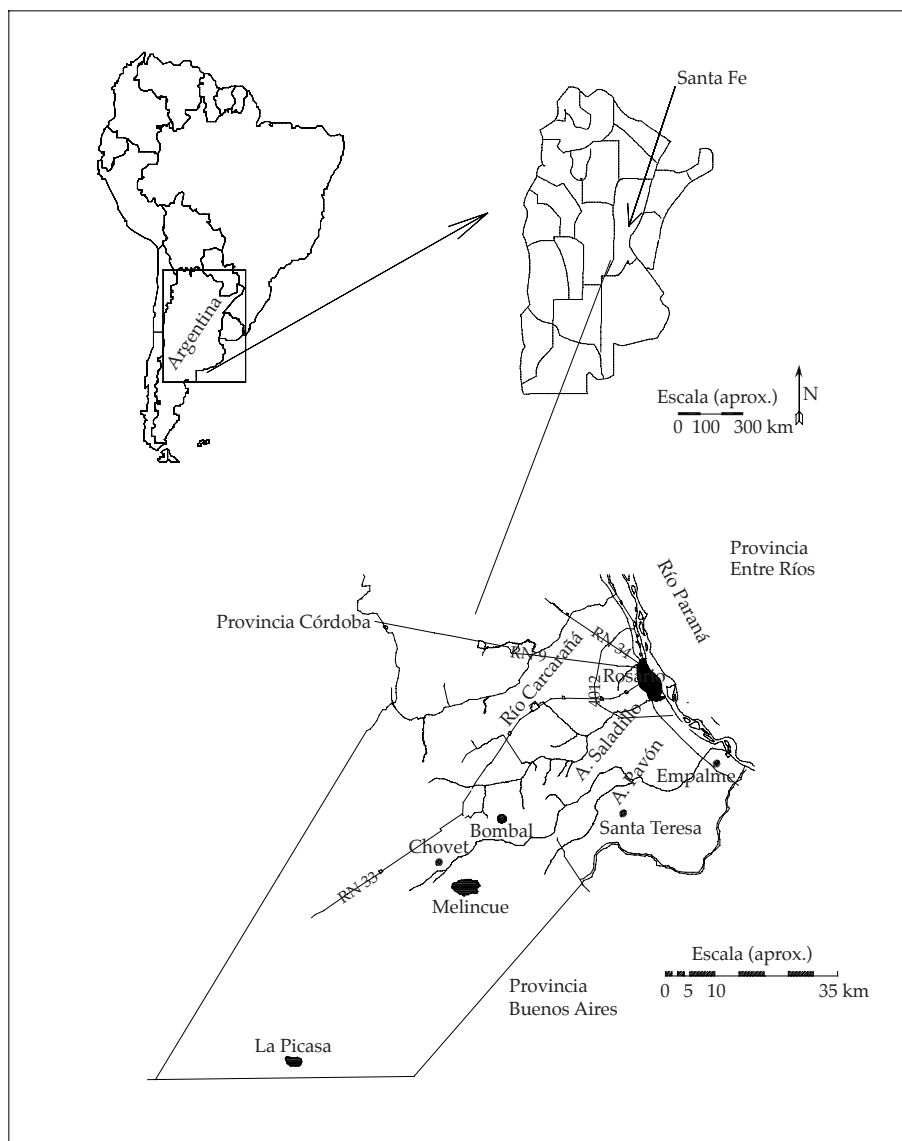 Santa Fe
Argentina
Escala (aprox.)
0 100 300 km
N
Provincia
Entre Ríos
Río Paraná
Provincia Córdoba
RN 34
RN 9
Río Carcarañá
Rosario
4012
A. Saladillo
A. Pavón
Empalme
Santa Teresa
Bombal
Chovet
RN 33
Melincue
Escala (aprox.)
0 5 10 35 km
Provincia
Buenos Aires
La Picasa